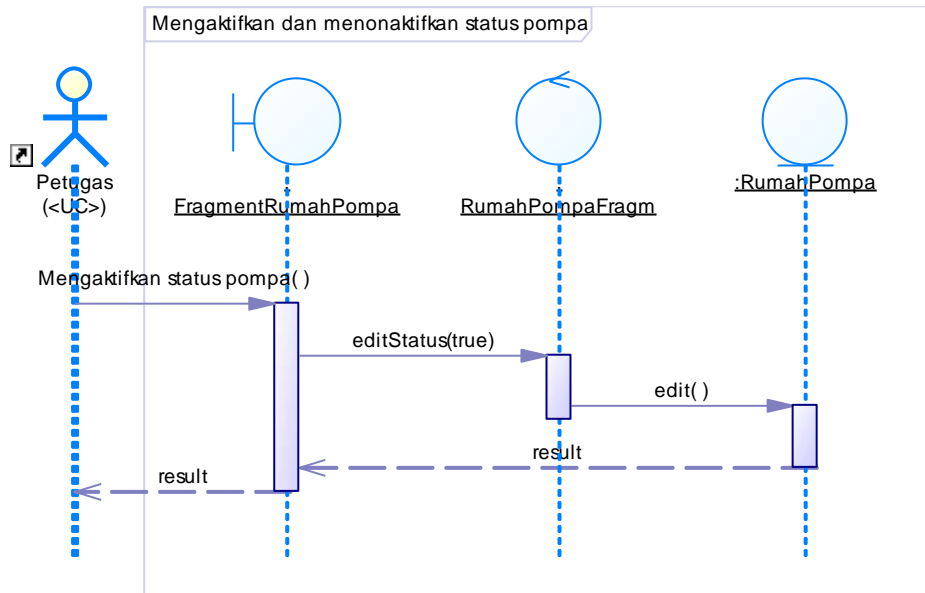 Mengaktifkan dan menonaktifkan status pompa
Petugas
(<UC>)
:
FragmentRumahPompa
:
RumahPompaFragm
:RumahPompa
Mengaktifkan status pompa( )
editStatus(true)
edit( )
result
result